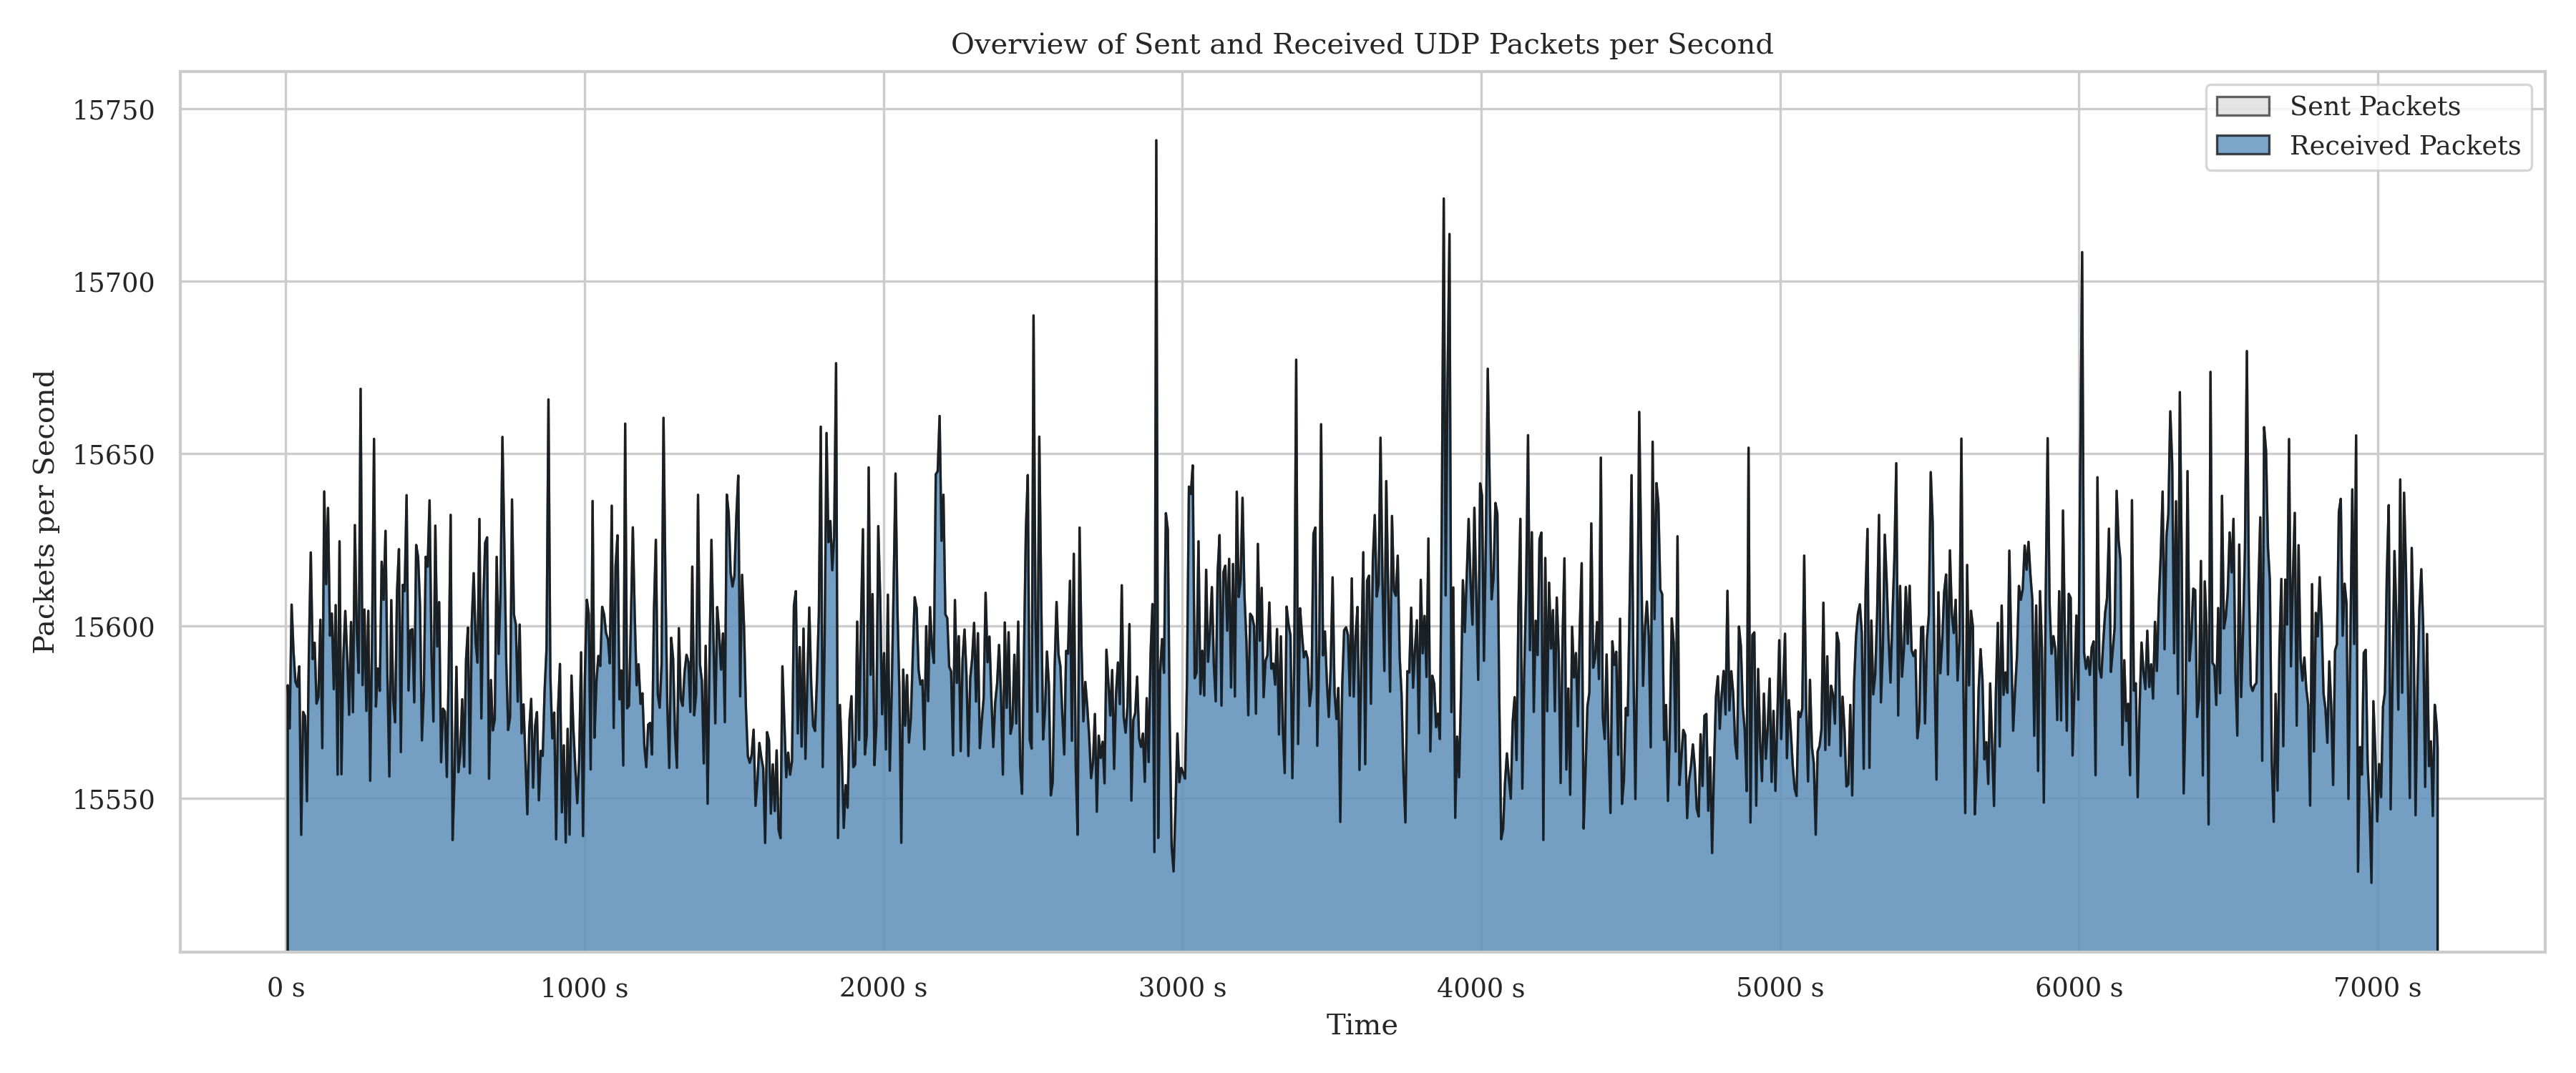 Overview of Sent and Received UDP Packets per Second
Sent Packets
Received Packets
Packets per Second
15750
15700
15650
15600
15550
0 s
1000 s
2000 s
3000 s
4000 s
5000 s
6000 s
7000 s
Time